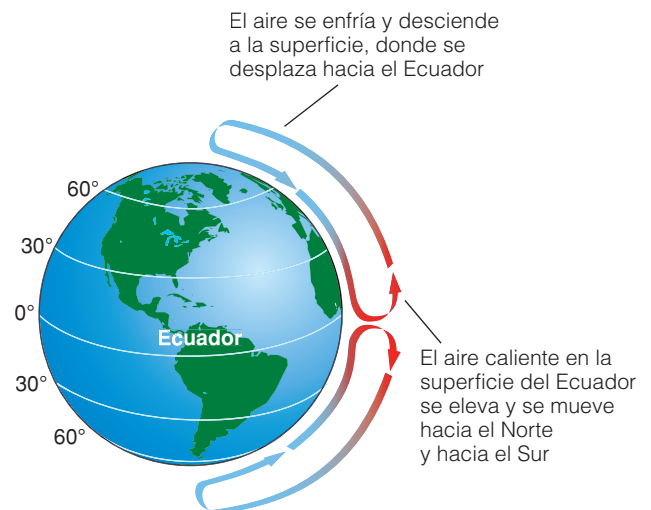 El aire se enfría y desciende
a la superficie, donde se
desplaza hacia el Ecuador
60°
30°
0°
Ecuador
30°
60°
El aire caliente en la
superficie del Ecuador
se eleva y se mueve
hacia el Norte
y hacia el Sur